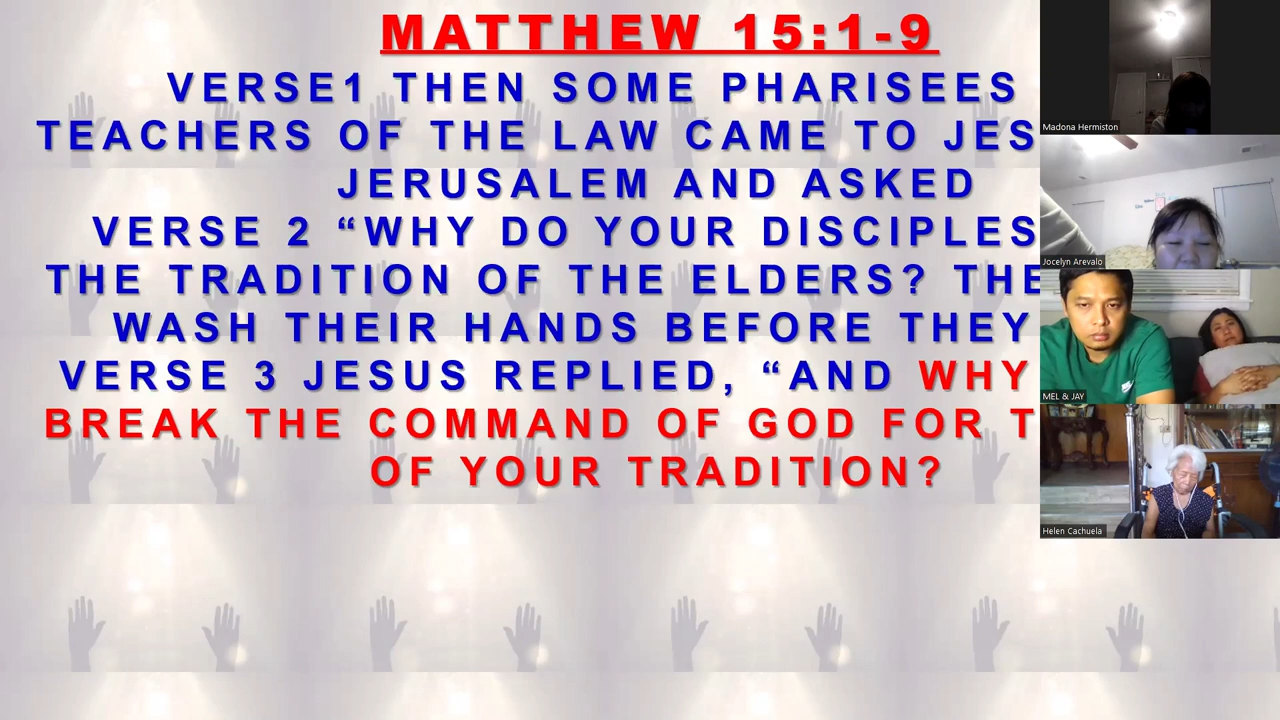 MATTHEW 15:1-9
VERSE1 THEN SOME PHARISEES
TEACHERS OF THE LAW CAME TO JES
JERUSALEM AND ASKED
VERSE 2 “WHY DO YOUR DISCIPLES
THE TRADITION OF THE ELDERS? THE
WASH THEIR HANDS BEFORE THEY
VERSE 3 JESUS REPLIED, “AND WHY
BREAK THE COMMAND OF GOD FOR T
OF YOUR TRADITION?
Madona Hermiston
Jocelyn Arevalo
MEL & JAY
Helen Cachuela